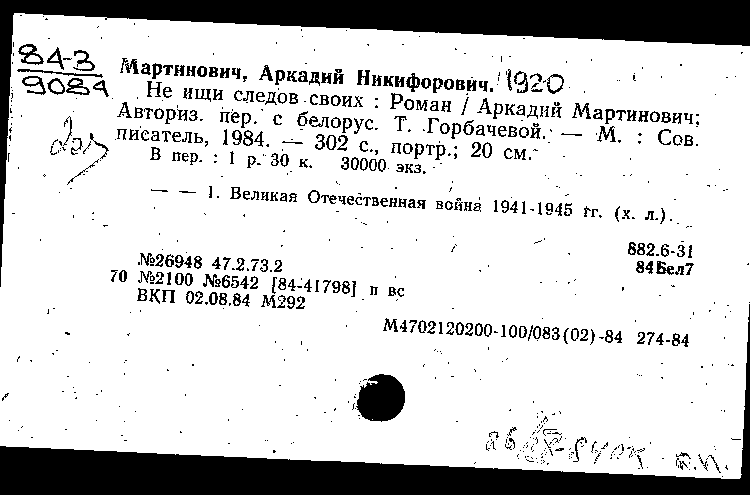 84-3
9084
Мартинович, Аркадий Никифорович. 1920
Не ищи следов своих : Роман / Аркадий Мартинович;
Авториз. пер. с белорус. Т. Горбачевой. — М. : Сов.
писатель, 1984. — 302 с., портр.; 20 см.
В пер. : 1 р. 30 к. 30000 экз.
— — 1. Великая Отечественная война 1941-1945 гг. (х. л.).
882.6-31
84Бел7
№26948 47.2.73.2
70 №2100 №6542 [84-41798] п вс
ВКП 02.08.84 М292
М4702120200-100/083(02)-84 274-84